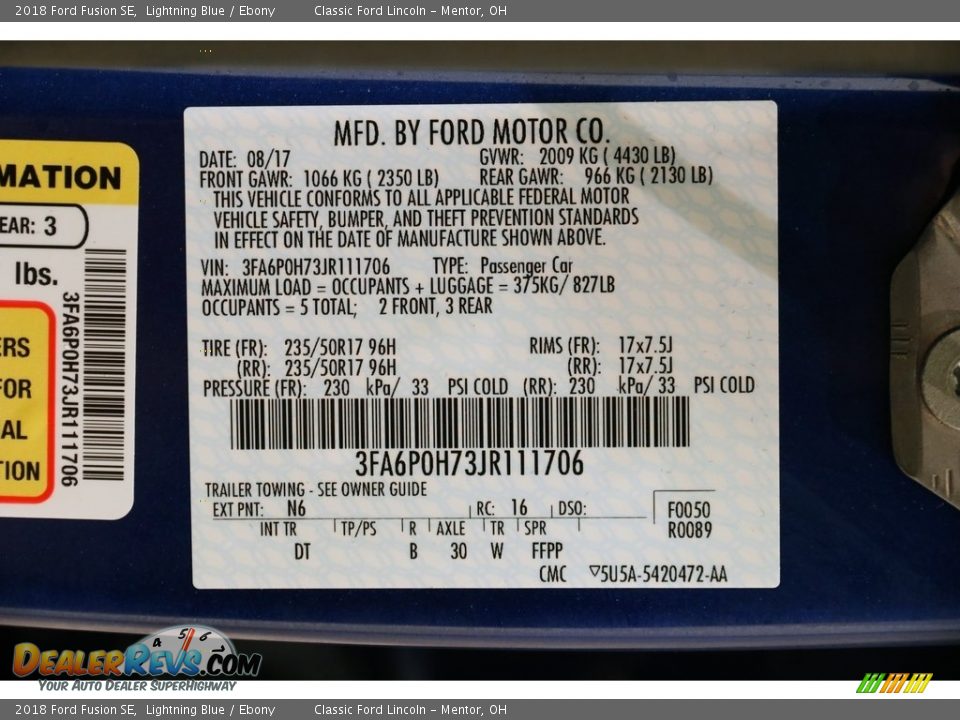 2018 Ford Fusion SE, Lightning Blue / Ebony Classic Ford Lincoln - Mentor, OH
MATION
EAR: 3
lbs.
ERS
FOR
AL
TION
3FA6P0H73JR111706
MFD. BY FORD MOTOR CO.
DATE: 08/17 GVWR: 2009 KG ( 4430 LB)
FRONT GAWR: 1066 KG ( 2350 LB) REAR GAWR: 966 KG ( 2130 LB)
THIS VEHICLE CONFORMS TO ALL APPLICABLE FEDERAL MOTOR
VEHICLE SAFETY, BUMPER, AND THEFT PREVENTION STANDARDS
IN EFFECT ON THE DATE OF MANUFACTURE SHOWN ABOVE.
VIN: 3FA6P0H73JR111706 TYPE: Passenger Car
MAXIMUM LOAD = OCCUPANTS + LUGGAGE = 375KG/ 827LB
OCCUPANTS = 5 TOTAL; 2 FRONT, 3 REAR
TIRE (FR): 235/50R17 96H RIMS (FR): 17x7.5J
(RR): 235/50R17 96H (RR): 17x7.5J
PRESSURE (FR): 230 kPa/ 33 PSI COLD (RR): 230 kPa/ 33 PSI COLD
3FA6P0H73JR111706
TRAILER TOWING - SEE OWNER GUIDE
EXT PNT: N6 RC: 16 DSO: F0050
R0089
INT TR TP/PS R AXLE TR SPR
DT B 30 W FFPP
CMC ▽5U5A-5420472-AA
4 5 6
DEALERREVS.COM
YOUR AUTO DEALER SUPERHIGHWAY
2018 Ford Fusion SE, Lightning Blue / Ebony Classic Ford Lincoln - Mentor, OH